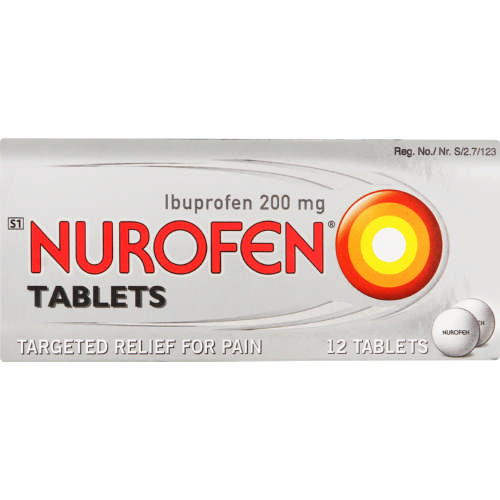 Reg. No./ Nr. S/2.7/123
Ibuprofen 200 mg
S1 NUROFEN®
TABLETS
NUROFEN
TARGETED RELIEF FOR PAIN 12 TABLETS